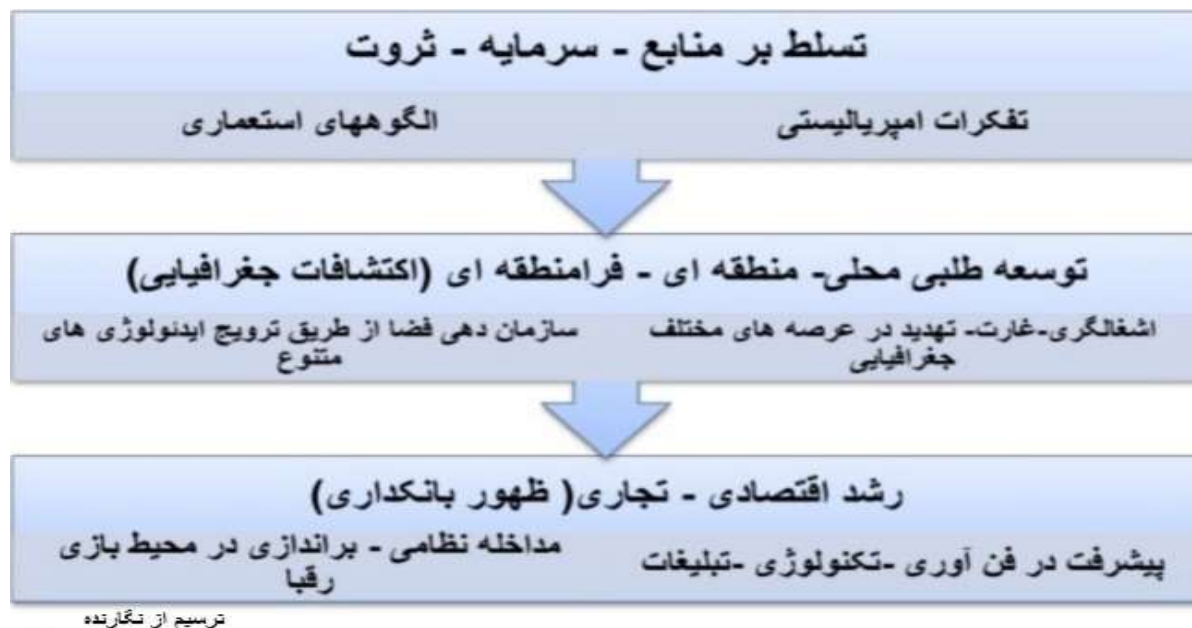 تسلط بر منابع - سرمایه - ثروت
تفکرات امپریالیستی
الگوههای استعماری
توسعه طلبی محلی- منطقه ای - فرامنطقه ای (اکتشافات جغرافیایی)
اشغالگری-غارت- تهدید در عرصه های مختلف
جغرافیایی
سازمان دهی فضا از طریق ترویج ایدئولوژی های
متنوع
رشد اقتصادی - تجاری( ظهور بانکداری)
پیشرفت در فن آوری -تکنولوژی -تبلیغات
مداخله نظامی - براندازی در محیط بازی
رقبا
ترسیم از نگارنده